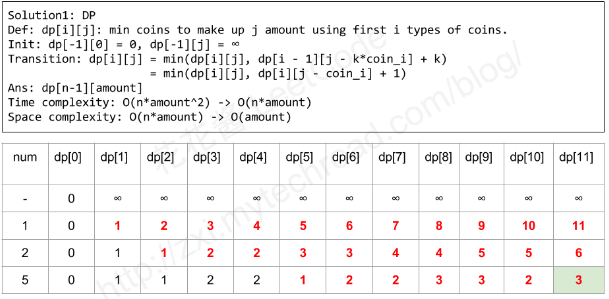 Solution1: DP
Def: dp[i][j]: min coins to make up j amount using first i types of coins.
Init: dp[-1][0] = 0, dp[-1][j] = ∞
Transition: dp[i][j] = min(dp[i][j], dp[i - 1][j - k*coin_i] + k)
= min(dp[i][j], dp[i][j - coin_i] + 1)
Ans: dp[n-1][amount]
Time complexity: O(n*amount^2) -> O(n*amount)
Space complexity: O(n*amount) -> O(amount)
num dp[0] dp[1] dp[2] dp[3] dp[4] dp[5] dp[6] dp[7] dp[8] dp[9] dp[10] dp[11]
- 0 ∞ ∞ ∞ ∞ ∞ ∞ ∞ ∞ ∞ ∞ ∞
1 0 1 2 3 4 5 6 7 8 9 10 11
2 0 1 1 2 2 3 3 4 4 5 5 6
5 0 1 1 2 2 1 2 2 3 3 2 3
http://zxi.mytechroad.com/blog/